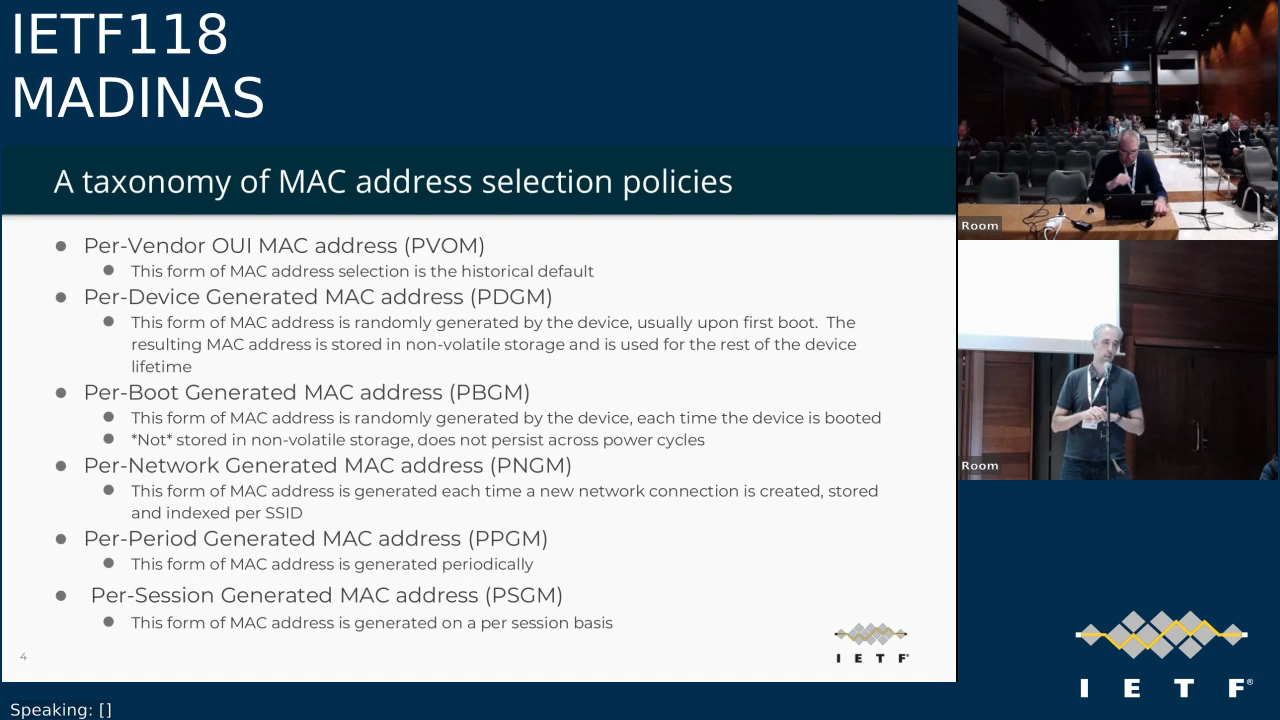 IETF118
MADINAS
A taxonomy of MAC address selection policies
● Per-Vendor OUI MAC address (PVOM)
● This form of MAC address selection is the historical default
● Per-Device Generated MAC address (PDGM)
● This form of MAC address is randomly generated by the device, usually upon first boot. The
resulting MAC address is stored in non-volatile storage and is used for the rest of the device
lifetime
● Per-Boot Generated MAC address (PBGM)
● This form of MAC address is randomly generated by the device, each time the device is booted
● *Not* stored in non-volatile storage, does not persist across power cycles
● Per-Network Generated MAC address (PNGM)
● This form of MAC address is generated each time a new network connection is created, stored
and indexed per SSID
● Per-Period Generated MAC address (PPGM)
● This form of MAC address is generated periodically
● Per-Session Generated MAC address (PSGM)
● This form of MAC address is generated on a per session basis
4
I E T F®
Room
Room
I E T F®
Speaking: []